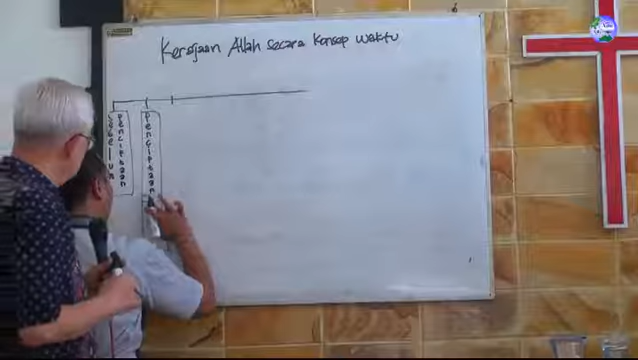 Kerajaan Allah secara Konsep waktu
sebelum
penciptaan
penciptaan